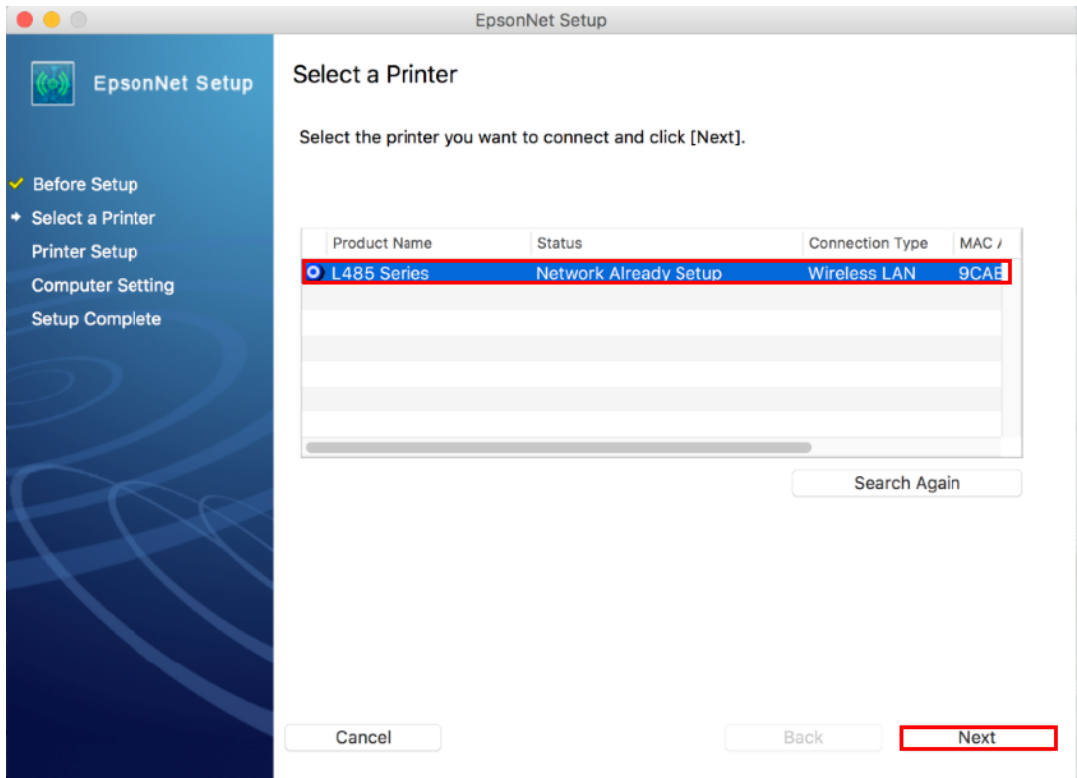 EpsonNet Setup
EpsonNet Setup
Before Setup
Select a Printer
Printer Setup
Computer Setting
Setup Complete
Select a Printer
Select the printer you want to connect and click [Next].
Product Name Status Connection Type MAC
L485 Series Network Already Setup Wireless LAN 9CAE
Search Again
Cancel Back Next